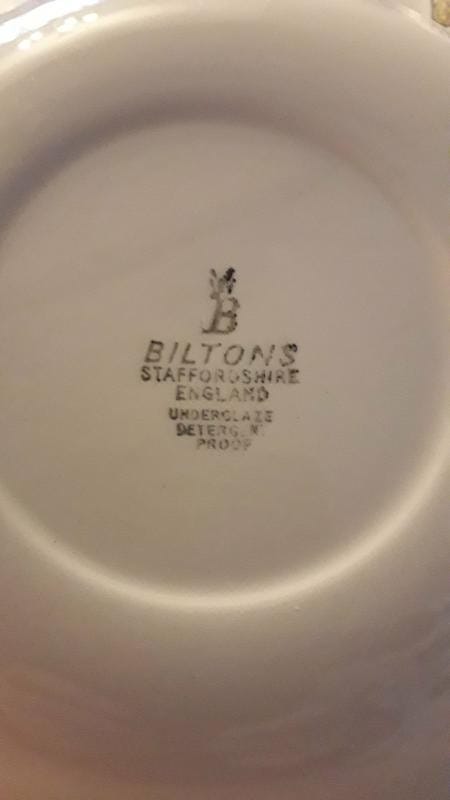 B
BILTONS
STAFFORDSHIRE
ENGLAND
UNDERGLAZE
DETERGENT
PROOF